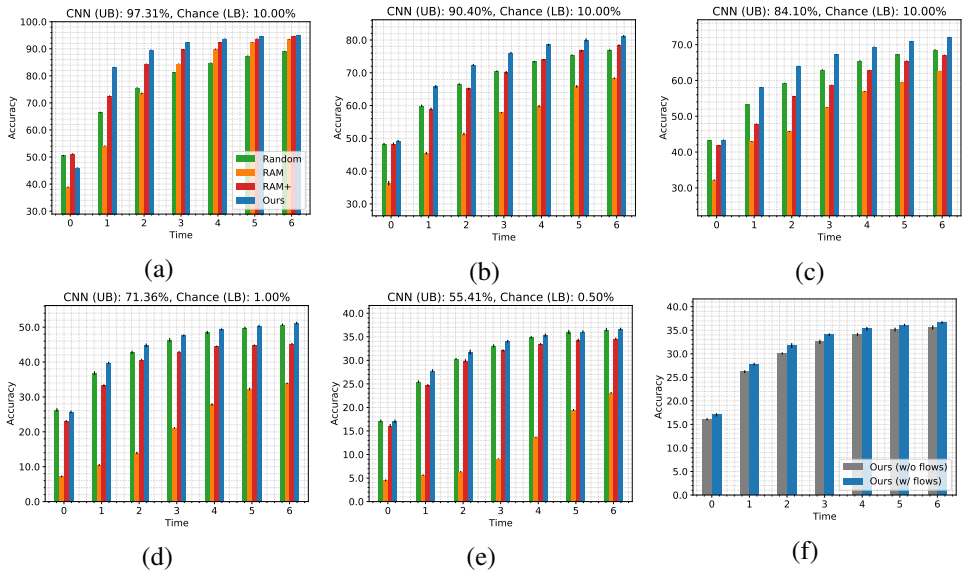 CNN (UB): 97.31%, Chance (LB): 10.00%
100.0
90.0
80.0
70.0
60.0
50.0
40.0
30.0
Accuracy
0 1 2 3 4 5 6
Time
Random
RAM
RAM+
Ours
(a)
CNN (UB): 90.40%, Chance (LB): 10.00%
80.0
70.0
60.0
50.0
40.0
30.0
Accuracy
0 1 2 3 4 5 6
Time
(b)
CNN (UB): 84.10%, Chance (LB): 10.00%
70.0
60.0
50.0
40.0
30.0
Accuracy
0 1 2 3 4 5 6
Time
(c)
CNN (UB): 71.36%, Chance (LB): 1.00%
50.0
40.0
30.0
20.0
10.0
0.0
Accuracy
0 1 2 3 4 5 6
Time
(d)
CNN (UB): 55.41%, Chance (LB): 0.50%
40.0
35.0
30.0
25.0
20.0
15.0
10.0
5.0
0.0
Accuracy
0 1 2 3 4 5 6
Time
(e)
40.0
35.0
30.0
25.0
20.0
15.0
10.0
5.0
0.0
Accuracy
0 1 2 3 4 5 6
Time
Ours (w/o flows)
Ours (w/ flows)
(f)